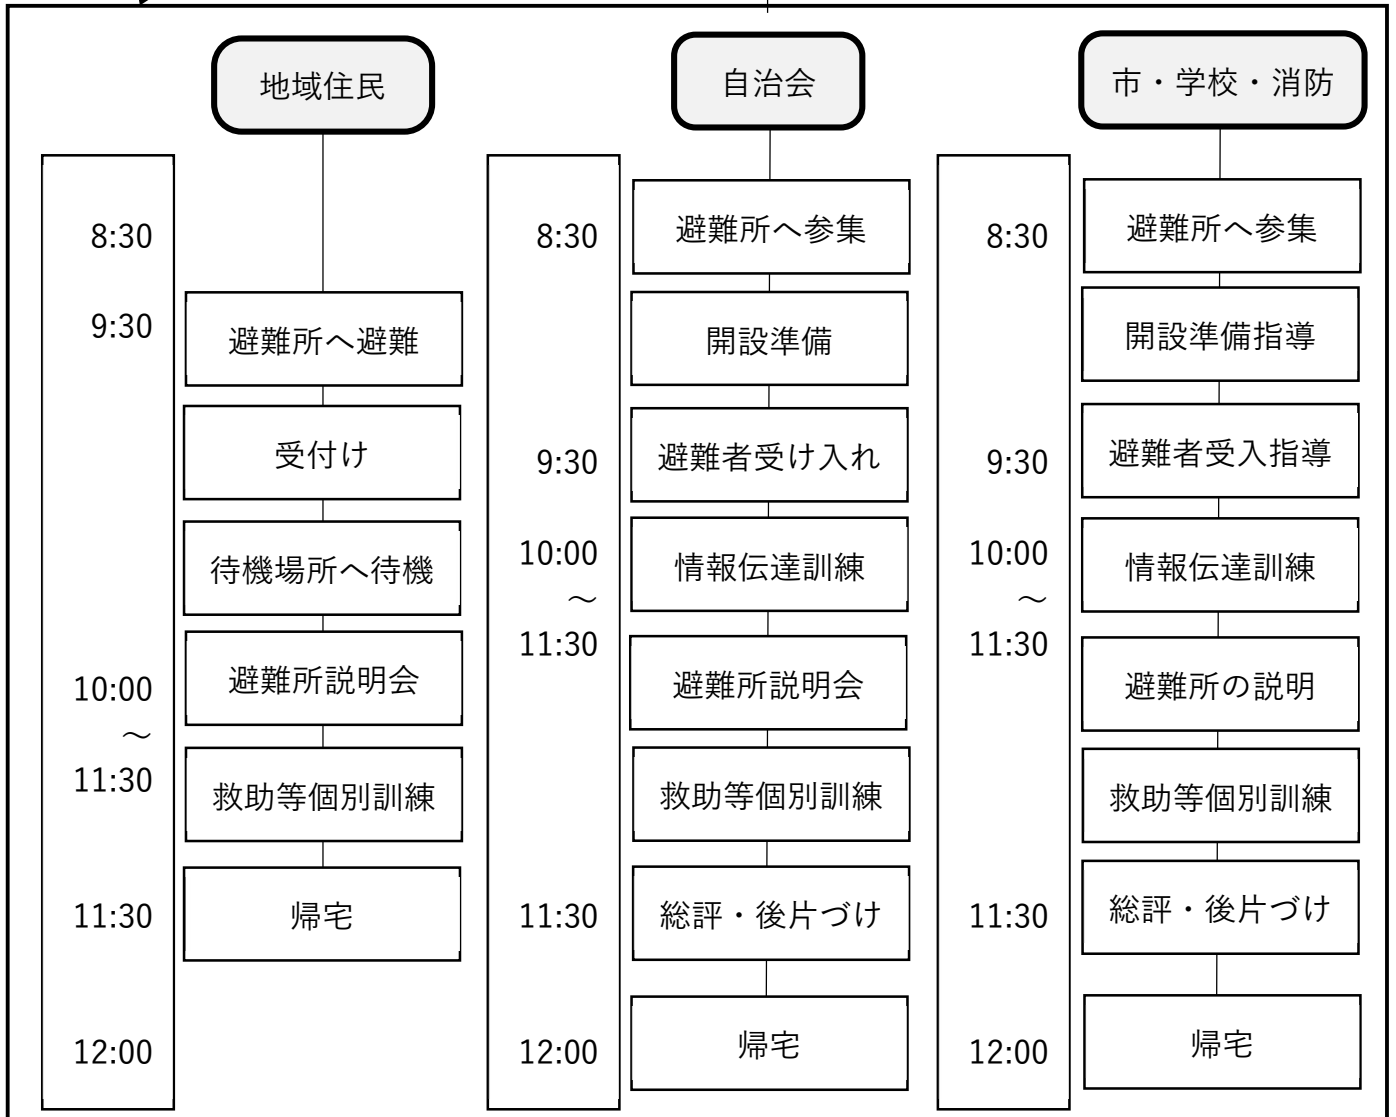 地域住民
8:30
9:30
避難所へ避難
受付け
待機場所へ待機
避難所説明会
10:00
～
11:30
救助等個別訓練
11:30
帰宅
12:00
自治会
8:30
避難所へ参集
開設準備
9:30
避難者受け入れ
10:00
～
11:30
情報伝達訓練
避難所説明会
救助等個別訓練
11:30
総評・後片づけ
12:00
帰宅
市・学校・消防
8:30
避難所へ参集
開設準備指導
9:30
避難者受入指導
10:00
～
11:30
情報伝達訓練
避難所の説明
救助等個別訓練
11:30
総評・後片づけ
12:00
帰宅